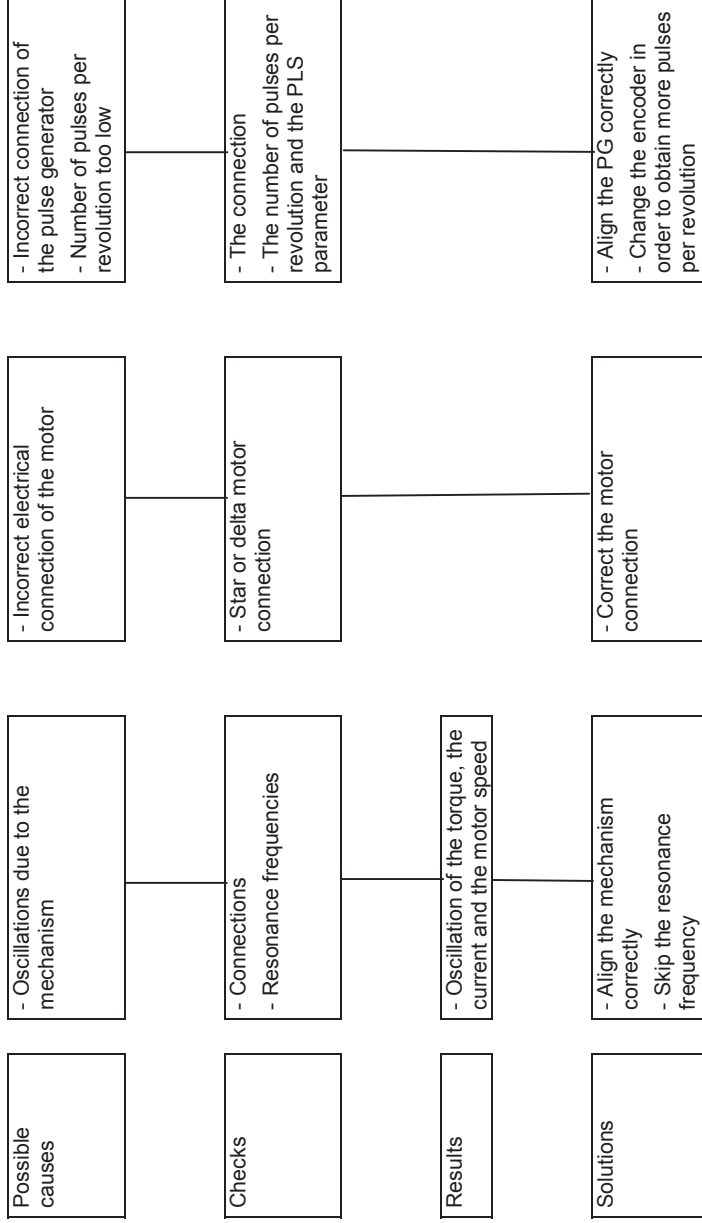 Possible
causes
- Oscillations due to the
mechanism
- Incorrect electrical
connection of the motor
- Incorrect connection of
the pulse generator
- Number of pulses per
revolution too low
Checks
- Connections
- Resonance frequencies
- Star or delta motor
connection
- The connection
- The number of pulses per
revolution and the PLS
parameter
Results
- Oscillation of the torque, the
current and the motor speed
Solutions
- Align the mechanism
correctly
- Skip the resonance
frequency
- Correct the motor
connection
- Align the PG correctly
- Change the encoder in
order to obtain more pulses
per revolution